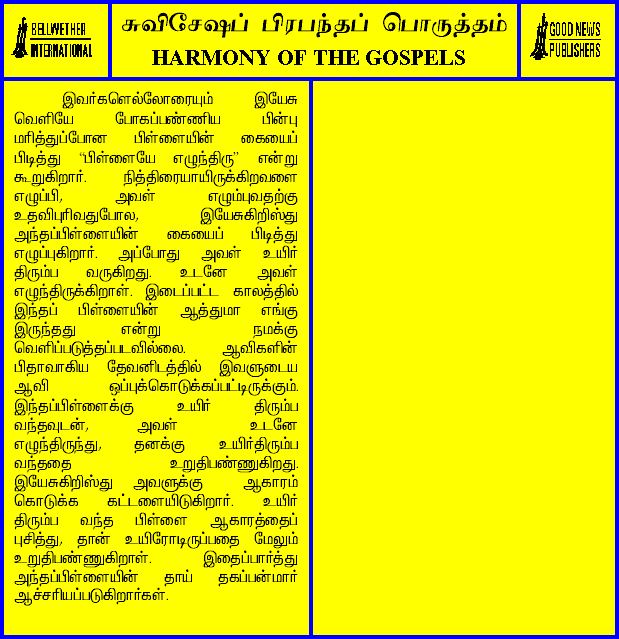 BELLWETHER
INTERNATIONAL
சுவிசேஷப் பிரபந்தப் பொருத்தம்
HARMONY OF THE GOSPELS
GOOD NEWS
PUBLISHERS
இவர்களெல்லோரையும் இயேசு
வெளியே போகப்பண்ணிய பின்பு
மரித்துப்போன பிள்ளையின் கையைப்
பிடித்து “பிள்ளையே எழுந்திரு” என்று
கூறுகிறார். நித்திரையாயிருக்கிறவளை
எழுப்பி, அவள் எழும்புவதற்கு
உதவிபுரிவதுபோல, இயேசுகிறிஸ்து
அந்தப்பிள்ளையின் கையைப் பிடித்து
எழுப்புகிறார். அப்போது அவள் உயிர்
திரும்ப வருகிறது. உடனே அவள்
எழுந்திருக்கிறாள். இடைப்பட்ட காலத்தில்
இந்தப் பிள்ளையின் ஆத்துமா எங்கு
இருந்தது என்று நமக்கு
வெளிப்படுத்தப்படவில்லை. ஆவிகளின்
பிதாவாகிய தேவனிடத்தில் இவளுடைய
ஆவி ஒப்புக்கொடுக்கப்பட்டிருக்கும்.
இந்தப்பிள்ளைக்கு உயிர் திரும்ப
வந்தவுடன், அவள் உடனே
எழுந்திருந்து, தனக்கு உயிர்திரும்ப
வந்ததை உறுதிபண்ணுகிறது.
இயேசுகிறிஸ்து அவளுக்கு ஆகாரம்
கொடுக்க கட்டளையிடுகிறார். உயிர்
திரும்ப வந்த பிள்ளை ஆகாரத்தைப்
புசித்து, தான் உயிரோடிருப்பதை மேலும்
உறுதிபண்ணுகிறாள். இதைப்பார்த்து
அந்தப்பிள்ளையின் தாய் தகப்பன்மார்
ஆச்சரியப்படுகிறார்கள்.